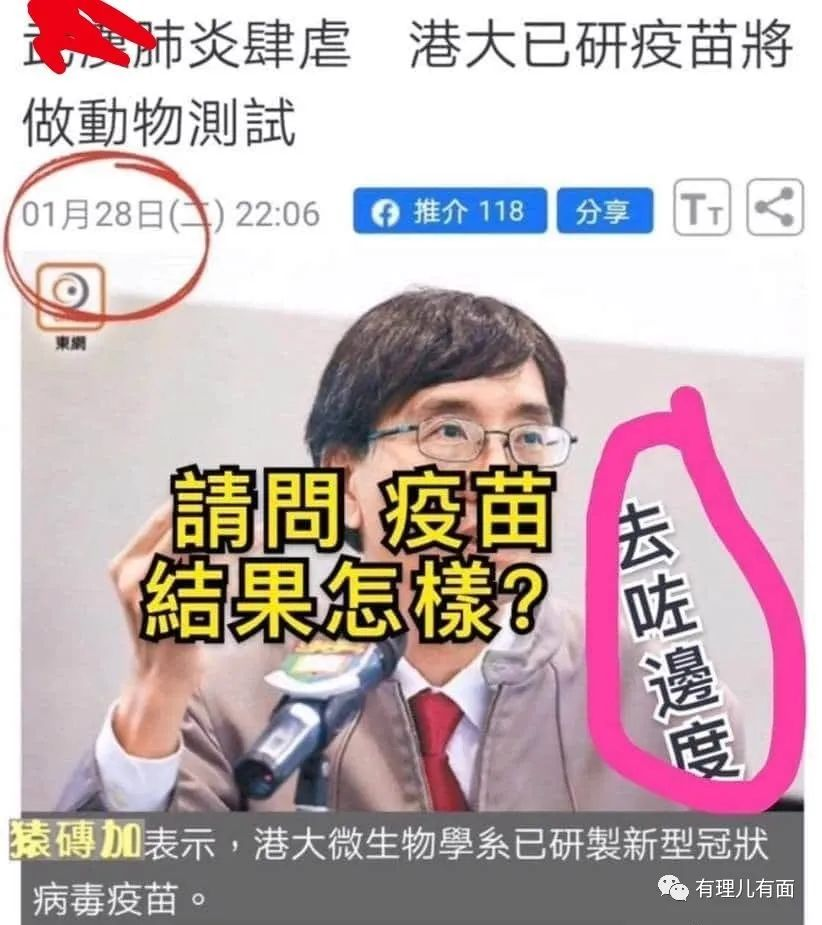 武漢肺炎肆虐 港大已研疫苗將
做動物測試
01月28日(二) 22:06
推介 118
分享
TT
東網
請問 疫苗
結果怎樣?
去咗邊度
猿磚加表示，港大微生物學系已研製新型冠狀
病毒疫苗。
有理儿有面